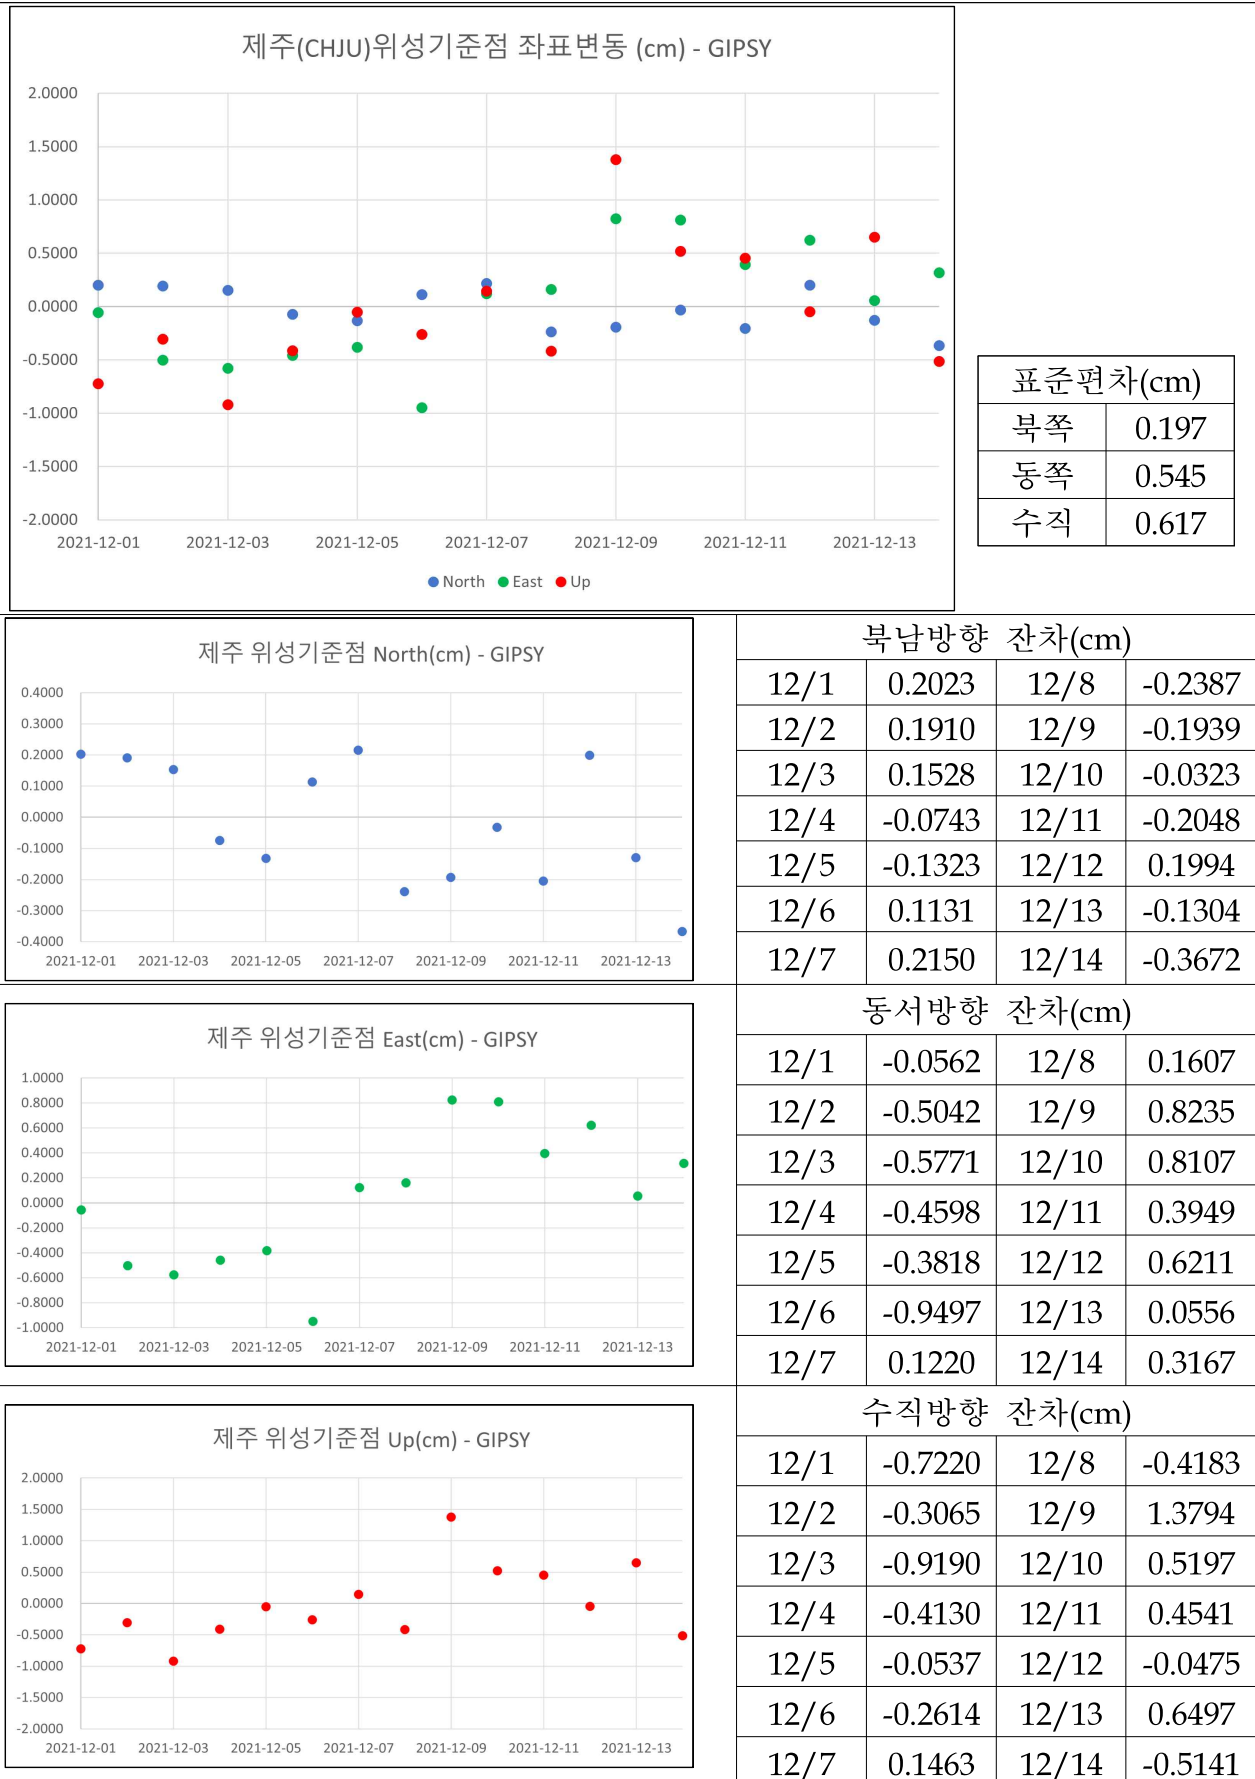 제주(CHJU)위성기준점 좌표변동 (cm) - GIPSY
2.0000
1.5000
1.0000
0.5000
0.0000
-0.5000
-1.0000
-1.5000
-2.0000
2021-12-01 2021-12-03 2021-12-05 2021-12-07 2021-12-09 2021-12-11 2021-12-13
North East Up
표준편차(cm)
북쪽 0.197
동쪽 0.545
수직 0.617
제주 위성기준점 North(cm) - GIPSY
0.4000
0.3000
0.2000
0.1000
0.0000
-0.1000
-0.2000
-0.3000
-0.4000
2021-12-01 2021-12-03 2021-12-05 2021-12-07 2021-12-09 2021-12-11 2021-12-13
북남방향 잔차(cm)
12/1 0.2023 12/8 -0.2387
12/2 0.1910 12/9 -0.1939
12/3 0.1528 12/10 -0.0323
12/4 -0.0743 12/11 -0.2048
12/5 -0.1323 12/12 0.1994
12/6 0.1131 12/13 -0.1304
12/7 0.2150 12/14 -0.3672
제주 위성기준점 East(cm) - GIPSY
1.0000
0.8000
0.6000
0.4000
0.2000
0.0000
-0.2000
-0.4000
-0.6000
-0.8000
-1.0000
2021-12-01 2021-12-03 2021-12-05 2021-12-07 2021-12-09 2021-12-11 2021-12-13
동서방향 잔차(cm)
12/1 -0.0562 12/8 0.1607
12/2 -0.5042 12/9 0.8235
12/3 -0.5771 12/10 0.8107
12/4 -0.4598 12/11 0.3949
12/5 -0.3818 12/12 0.6211
12/6 -0.9497 12/13 0.0556
12/7 0.1220 12/14 0.3167
제주 위성기준점 Up(cm) - GIPSY
2.0000
1.5000
1.0000
0.5000
0.0000
-0.5000
-1.0000
-1.5000
-2.0000
2021-12-01 2021-12-03 2021-12-05 2021-12-07 2021-12-09 2021-12-11 2021-12-13
수직방향 잔차(cm)
12/1 -0.7220 12/8 -0.4183
12/2 -0.3065 12/9 1.3794
12/3 -0.9190 12/10 0.5197
12/4 -0.4130 12/11 0.4541
12/5 -0.0537 12/12 -0.0475
12/6 -0.2614 12/13 0.6497
12/7 0.1463 12/14 -0.5141